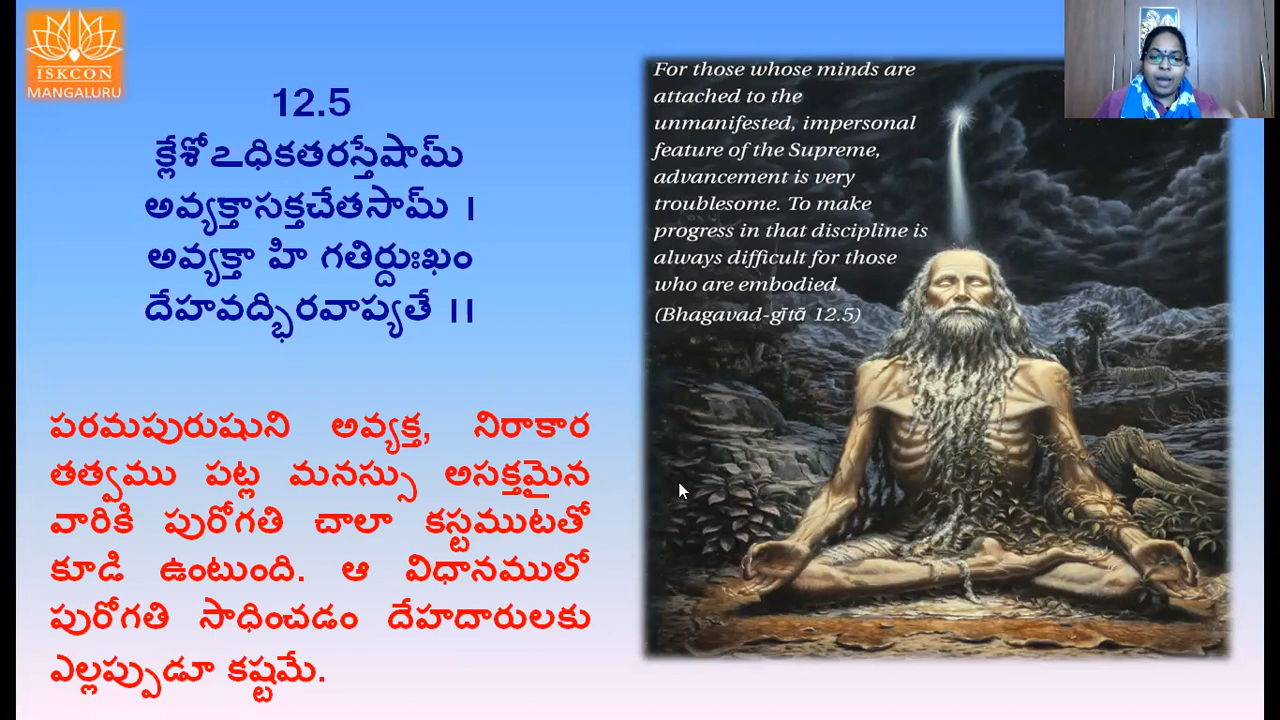 ISKCON
MANGALURU
12.5
క్లేశోఽధికతరస్తేషామ్
అవ్యక్తాసక్తచేతసామ్ ।
అవ్యక్తా హి గతిర్దుఃఖం
దేహవద్భిరవాప్యతే ।।
పరమపురుషుని అవ్యక్త, నిరాకార
తత్వము పట్ల మనస్సు అసక్తమైన
వారికి పురోగతి చాలా కస్టముటతో
కూడి ఉంటుంది. ఆ విధానములో
పురోగతి సాధించడం దేహదారులకు
ఎల్లప్పుడూ కష్టమే.
For those whose minds are
attached to the
unmanifested, impersonal
feature of the Supreme,
advancement is very
troublesome. To make
progress in that discipline is
always difficult for those
who are embodied.
(Bhagavad-gītā 12.5)